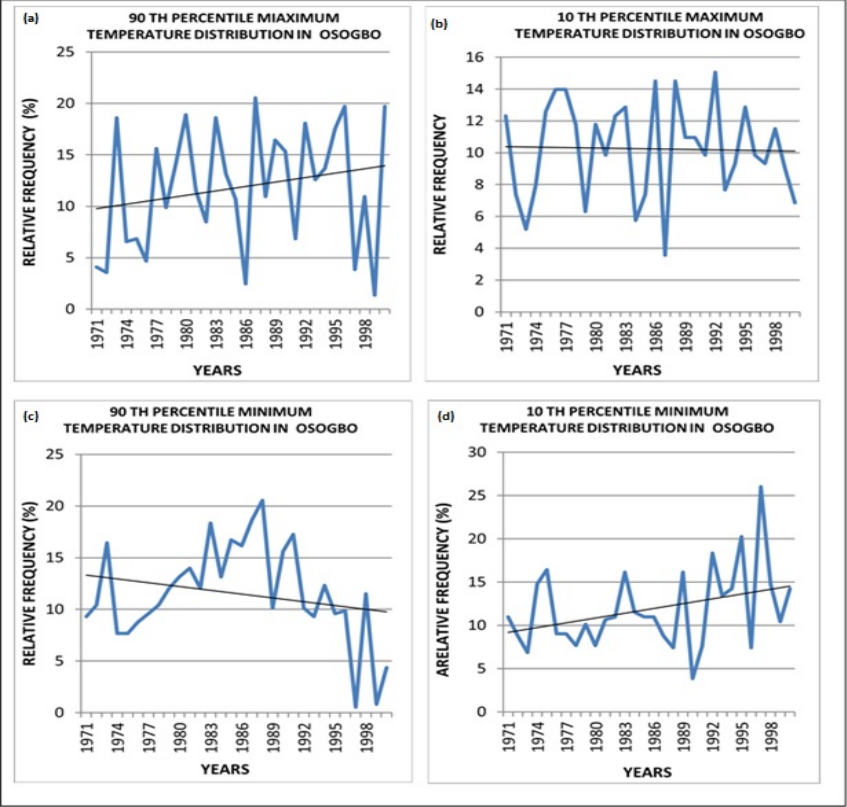 (a)
90 TH PERCENTILE MIAXIMUM
TEMPERATURE DISTRIBUTION IN OSOGBO
25
20
15
10
5
0
RELATIVE FREQUENCY (%)
1971 1974 1977 1980 1983 1986 1989 1992 1995 1998
YEARS
(b)
10 TH PERCENTILE MAXIMUM
TEMPERATURE DISTRIBUTION IN OSOGBO
16
14
12
10
8
6
4
2
0
RELATIVE FREQUENCY
1971 1974 1977 1980 1983 1986 1989 1992 1995 1998
YEARS
(c)
90 TH PERCENTILE MINIMUM
TEMPERATURE DISTRIBUTION IN OSOGBO
25
20
15
10
5
0
RELATIVE FREQUENCY (%)
1971 1974 1977 1980 1983 1986 1989 1992 1995 1998
YEARS
(d)
10 TH PERCENTILE MINIMUM
TEMPERATURE DISTRIBUTION IN OSOGBO
30
25
20
15
10
5
0
ARELATIVE FREQUENCY (%)
1971 1974 1977 1980 1983 1986 1989 1992 1995 1998
YEARS